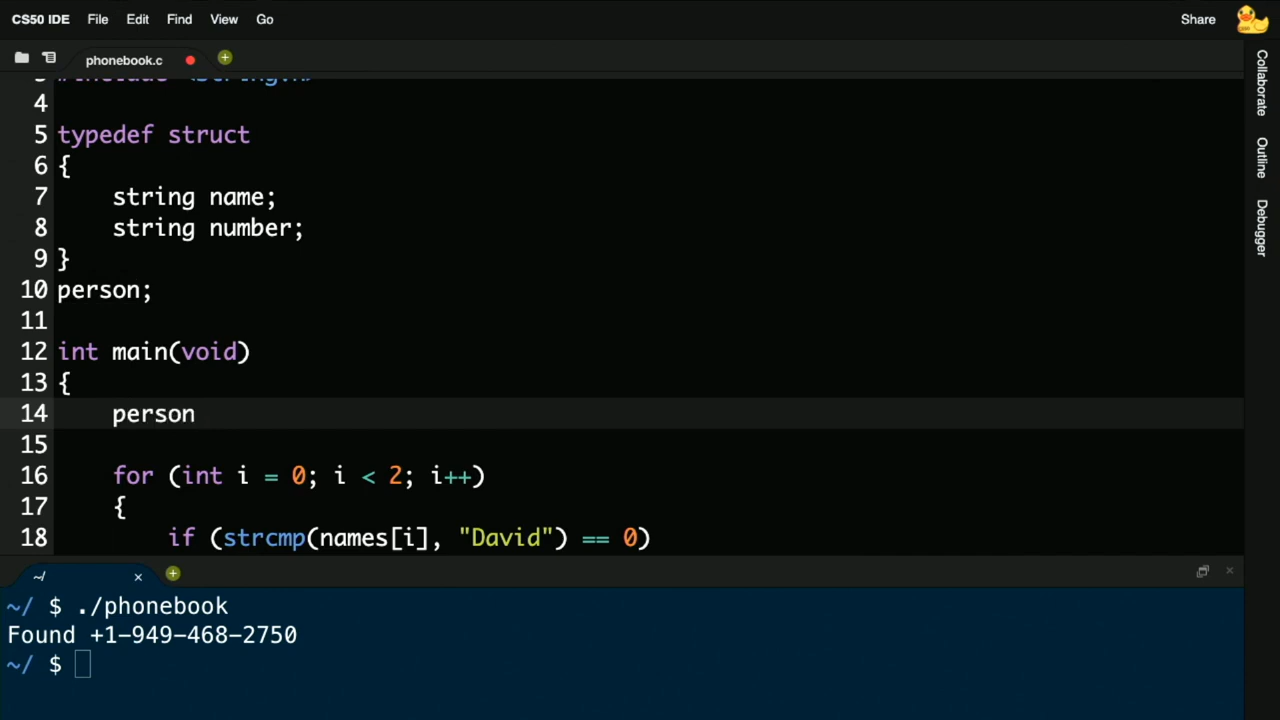 CS50 IDE File Edit Find View Go Share
phonebook.c
4
5 typedef struct
6 {
7 string name;
8 string number;
9 }
10 person;
11
12 int main(void)
13 {
14 person
15
16 for (int i = 0; i < 2; i++)
17 {
18 if (strcmp(names[i], "David") == 0)
~/
~/ $ ./phonebook
Found +1-949-468-2750
~/ $
Collaborate
Outline
Debugger